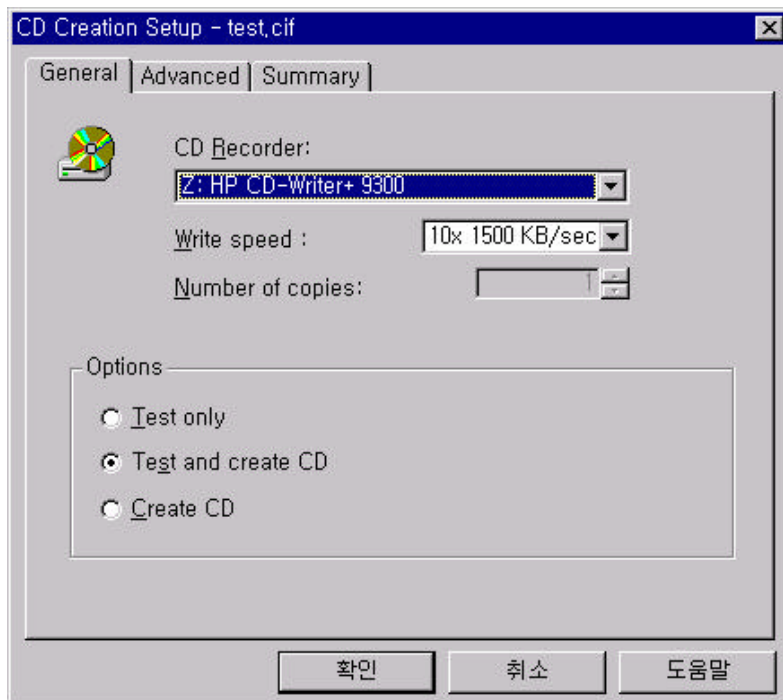 CD Creation Setup - test.cif
General Advanced Summary
CD Recorder:
Z: HP CD-Writer+ 9300
Write speed : 10x 1500 KB/sec
Number of copies: 1
Options
Test only
Test and create CD
Create CD
확인 취소 도움말